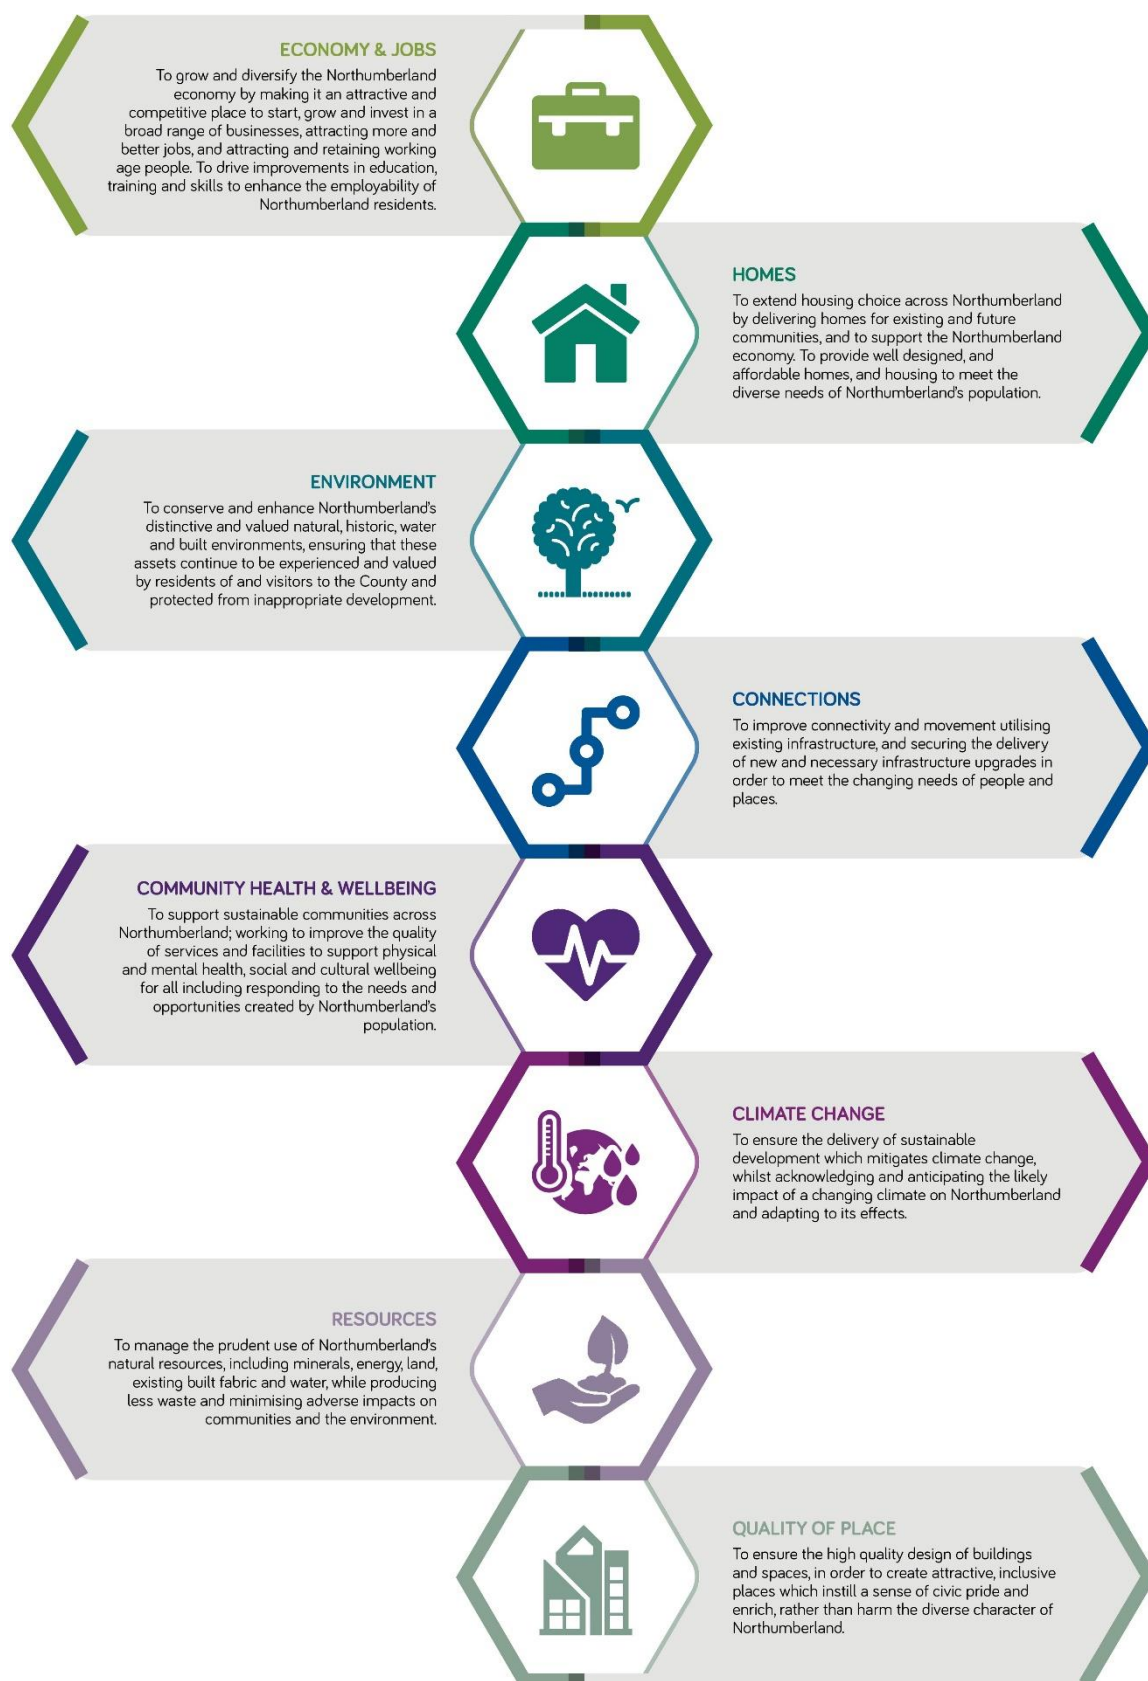 ECONOMY & JOBS
To grow and diversify the Northumberland
economy by making it an attractive and
competitive place to start, grow and invest in a
broad range of businesses, attracting more and
better jobs, and attracting and retaining working
age people. To drive improvements in education,
training and skills to enhance the employability of
Northumberland residents.
HOMES
To extend housing choice across Northumberland
by delivering homes for existing and future
communities, and to support the Northumberland
economy. To provide well designed, and
affordable homes, and housing to meet the
diverse needs of Northumberland's population.
ENVIRONMENT
To conserve and enhance Northumberland's
distinctive and valued natural, historic, water
and built environments, ensuring that these
assets continue to be experienced and valued
by residents of and visitors to the County and
protected from inappropriate development.
CONNECTIONS
To improve connectivity and movement utilising
existing infrastructure, and securing the delivery
of new and necessary infrastructure upgrades in
order to meet the changing needs of people and
places.
COMMUNITY HEALTH & WELLBEING
To support sustainable communities across
Northumberland; working to improve the quality
of services and facilities to support physical
and mental health, social and cultural wellbeing
for all including responding to the needs and
opportunities created by Northumberland's
population.
CLIMATE CHANGE
To ensure the delivery of sustainable
development which mitigates climate change,
whilst acknowledging and anticipating the likely
impact of a changing climate on Northumberland
and adapting to its effects.
RESOURCES
To manage the prudent use of Northumberland's
natural resources, including minerals, energy, land,
existing built fabric and water, while producing
less waste and minimising adverse impacts on
communities and the environment.
QUALITY OF PLACE
To ensure the high quality design of buildings
and spaces, in order to create attractive, inclusive
places which instill a sense of civic pride and
enrich, rather than harm the diverse character of
Northumberland.